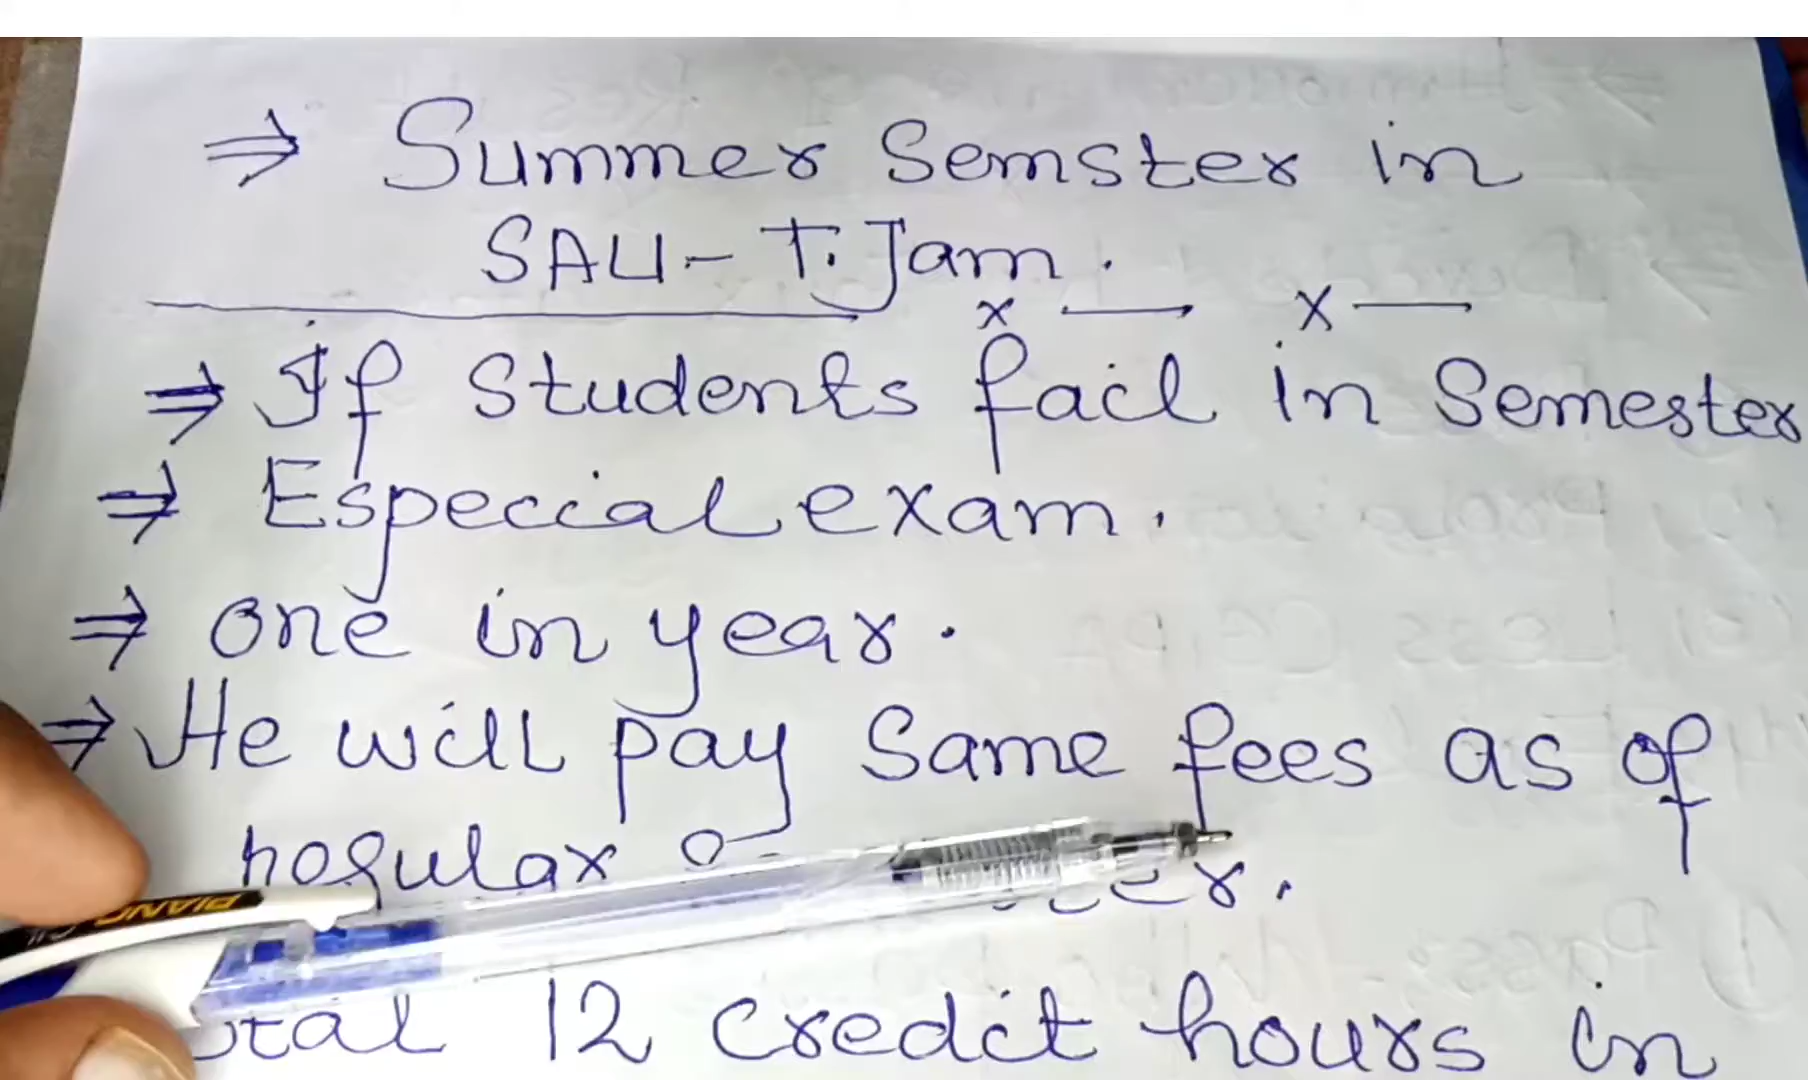 ⇒ Summer Semster in
SAU - T. Jam.
x → x —
⇒ If Students fail in Semester
⇒ Especial exam.
⇒ one in year.
⇒ He will pay Same fees as of
regular
12 credit hours in
PIANO